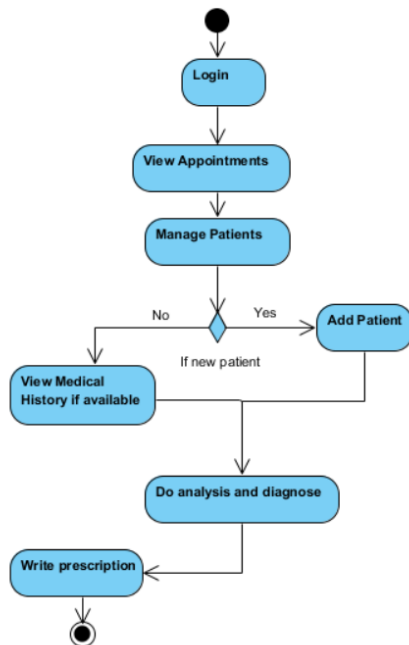 Login
View Appointments
Manage Patients
No
Yes
Add Patient
If new patient
View Medical
History if available
Do analysis and diagnose
Write prescription